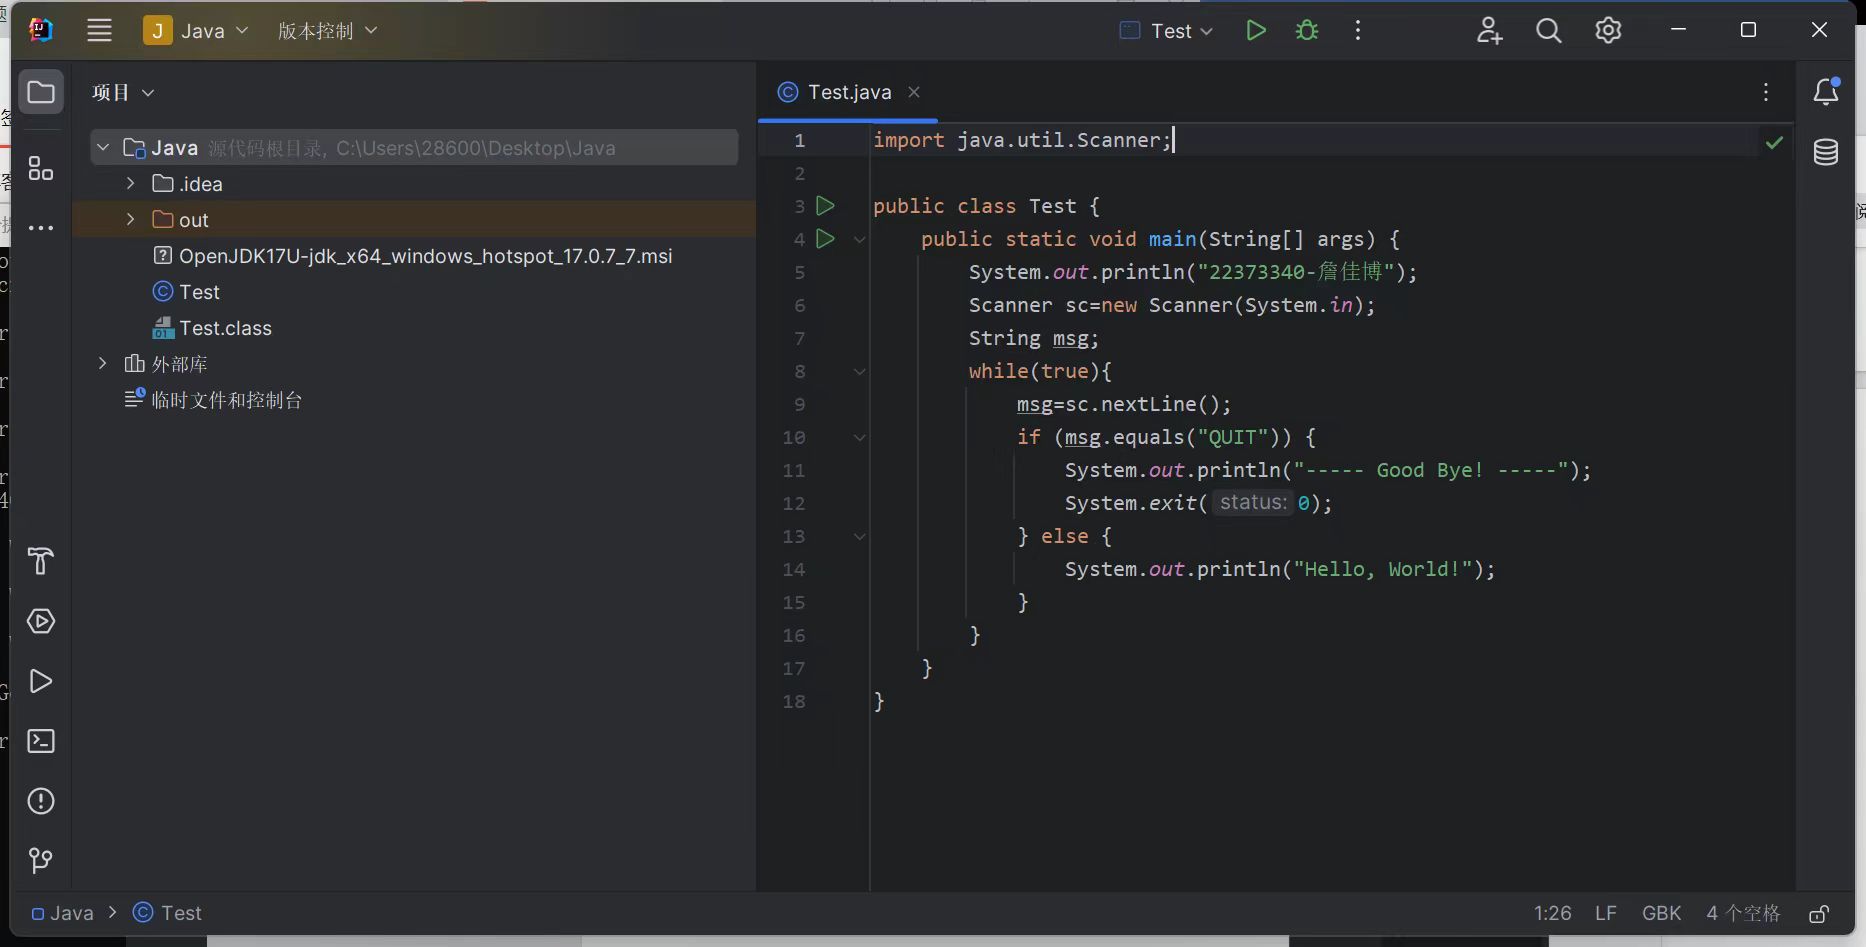 J Java 版本控制 Test
项目
Test.java
Java 源代码根目录, C:\Users\28600\Desktop\Java
.idea
out
OpenJDK17U-jdk_x64_windows_hotspot_17.0.7_7.msi
Test
Test.class
外部库
临时文件和控制台
1 import java.util.Scanner;
2
3 public class Test {
4     public static void main(String[] args) {
5         System.out.println("22373340-詹佳博");
6         Scanner sc=new Scanner(System.in);
7         String msg;
8         while(true){
9             msg=sc.nextLine();
10             if (msg.equals("QUIT")) {
11                 System.out.println("----- Good Bye! -----");
12                 System.exit( status: 0);
13             } else {
14                 System.out.println("Hello, World!");
15             }
16         }
17     }
18 }
Java > Test 1:26 LF GBK 4 个空格